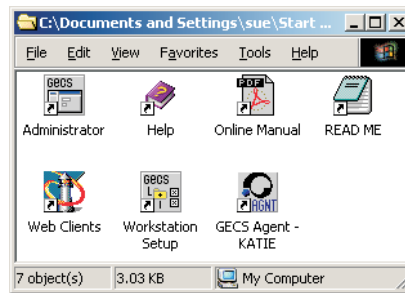 C:\Documents and Settings\sue\Start ...
File Edit View Favorites Tools Help
GECS
PDF
Administrator Help Online Manual READ ME
GECS
AGNT
Web Clients Workstation Setup GECS Agent - KATIE
7 object(s) 3.03 KB My Computer